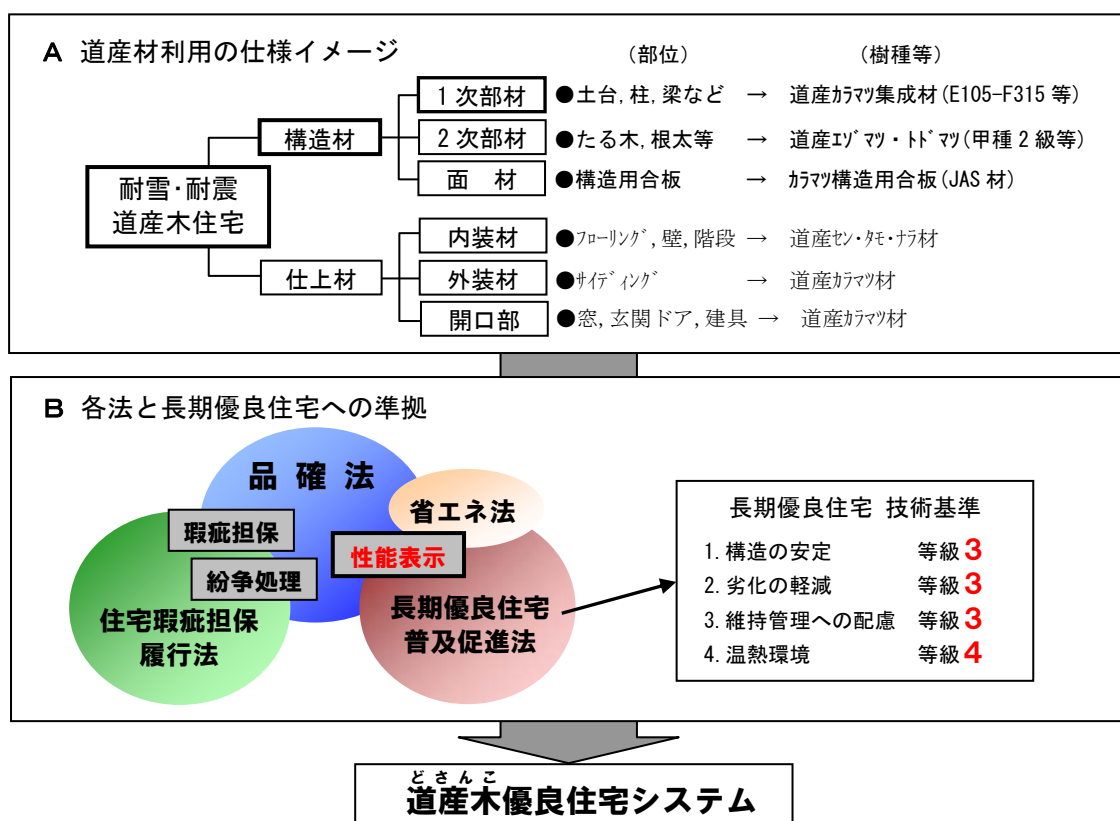 A 道産材利用の仕様イメージ
(部位) (樹種等)
耐雪・耐震
道産木住宅
構造材
1次部材 ●土台,柱,梁など → 道産ｶﾗﾏﾂ集成材(E105-F315等)
2次部材 ●たる木,根太等 → 道産ｴｿﾞﾏﾂ・ﾄﾄﾞﾏﾂ(甲種2級等)
面 材 ●構造用合板 → ｶﾗﾏﾂ構造用合板(JAS材)
仕上材
内装材 ●ﾌﾛｰﾘﾝｸﾞ,壁,階段 → 道産ｾﾝ・ﾀﾓ・ﾅﾗ材
外装材 ●ｻｲﾃﾞｨﾝｸﾞ → 道産ｶﾗﾏﾂ材
開口部 ●窓,玄関ドア,建具 → 道産ｶﾗﾏﾂ材
B 各法と長期優良住宅への準拠
品確法
省エネ法
瑕疵担保
紛争処理
性能表示
住宅瑕疵担保
履行法
長期優良住宅
普及促進法
長期優良住宅 技術基準
1.構造の安定 等級3
2.劣化の軽減 等級3
3.維持管理への配慮 等級3
4.温熱環境 等級4
どさんこ
道産木優良住宅システム